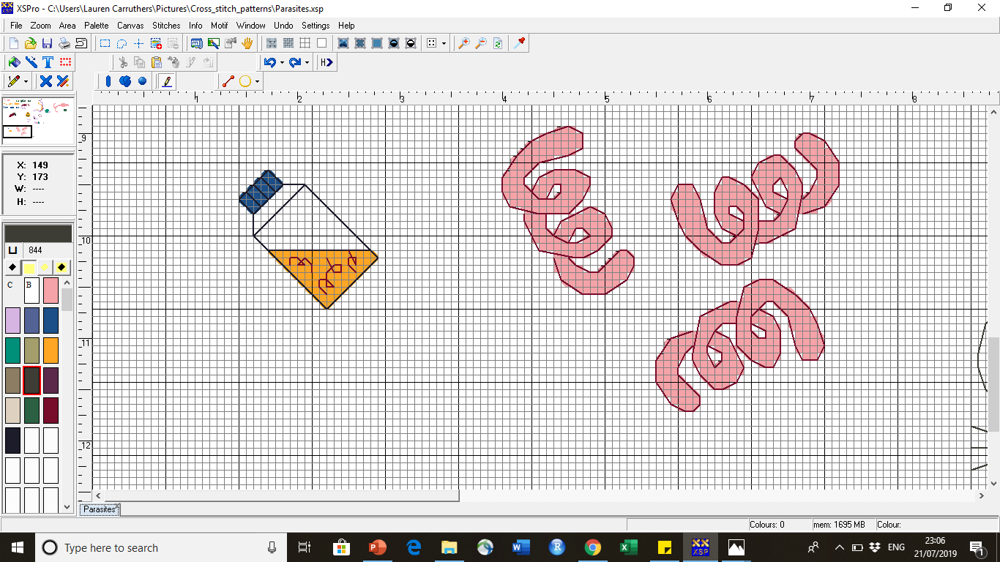 XSPro - C:\Users\Lauren Carruthers\Pictures\Cross_stitch_patterns\Parasites.xsp
File Zoom Area Palette Canvas Stitches Info Motif Window Undo Settings Help
H
1 2 3 4 5 6 7 8
9
10
11
12
X: 149
Y: 173
W: ----
H: ----
844
C B
Parasites
Colours: 0 mem: 1695 MB Colour:
Type here to search
ENG
23:06
21/07/2019
1